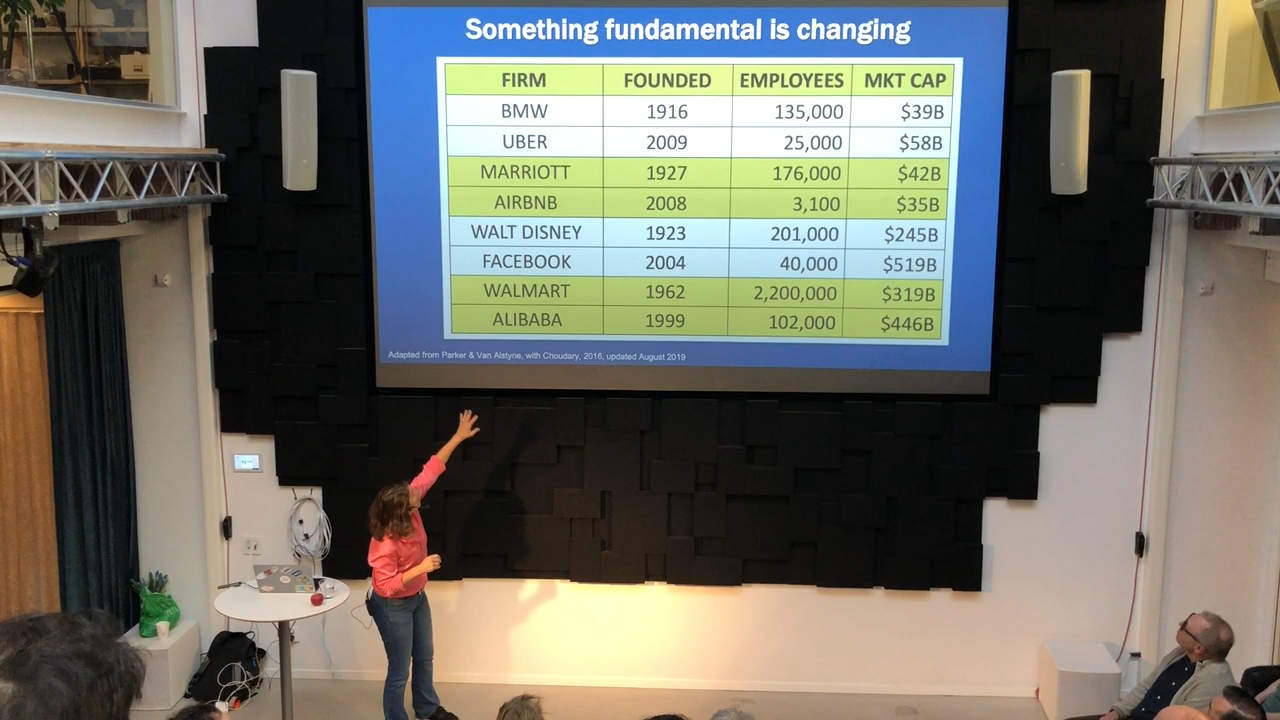 Something fundamental is changing
FIRM FOUNDED EMPLOYEES MKT CAP
BMW 1916 135,000 $39B
UBER 2009 25,000 $58B
MARRIOTT 1927 176,000 $42B
AIRBNB 2008 3,100 $35B
WALT DISNEY 1923 201,000 $245B
FACEBOOK 2004 40,000 $519B
WALMART 1962 2,200,000 $319B
ALIBABA 1999 102,000 $446B
Adapted from Parker & Van Alstyne, with Choudary, 2016, updated August 2019